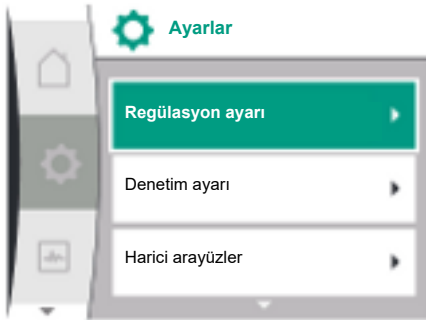 Ayarlar
Regülasyon ayarı
Denetim ayarı
Harici arayüzler